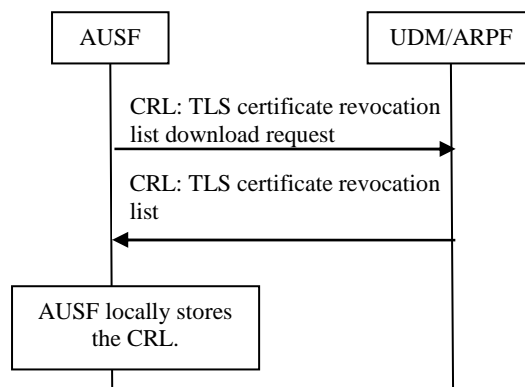 AUSF
UDM/ARPF
CRL: TLS certificate revocation
list download request
CRL: TLS certificate revocation
list
AUSF locally stores
the CRL.